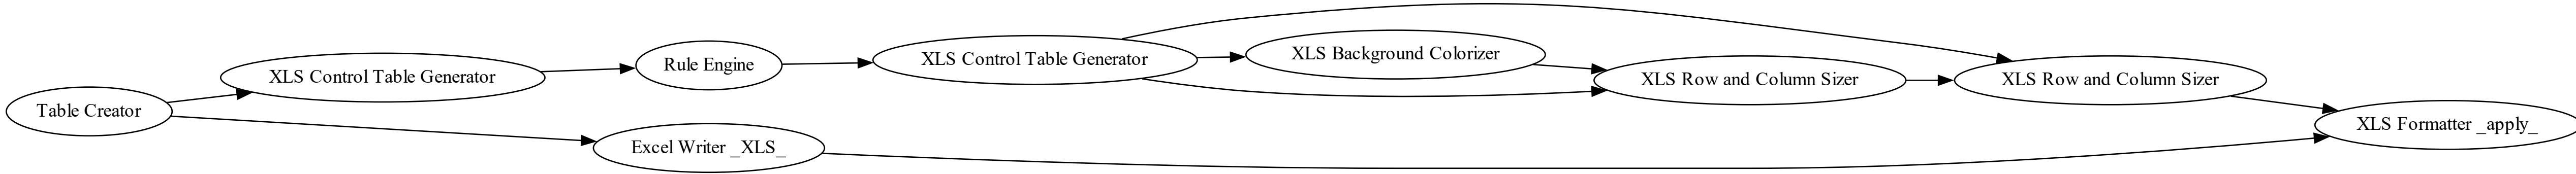 Table Creator
XLS Control Table Generator
Excel Writer _XLS_
Rule Engine
XLS Control Table Generator
XLS Background Colorizer
XLS Row and Column Sizer
XLS Row and Column Sizer
XLS Formatter _apply_